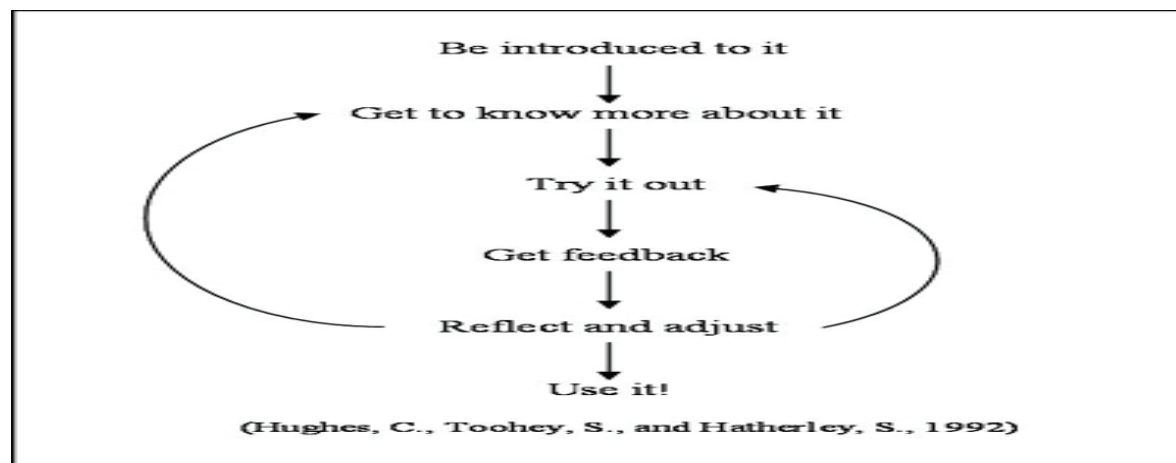 Be introduced to it
Get to know more about it
Try it out
Get feedback
Reflect and adjust
Use it!
(Hughes, C., Toohey, S., and Hatherley, S., 1992)